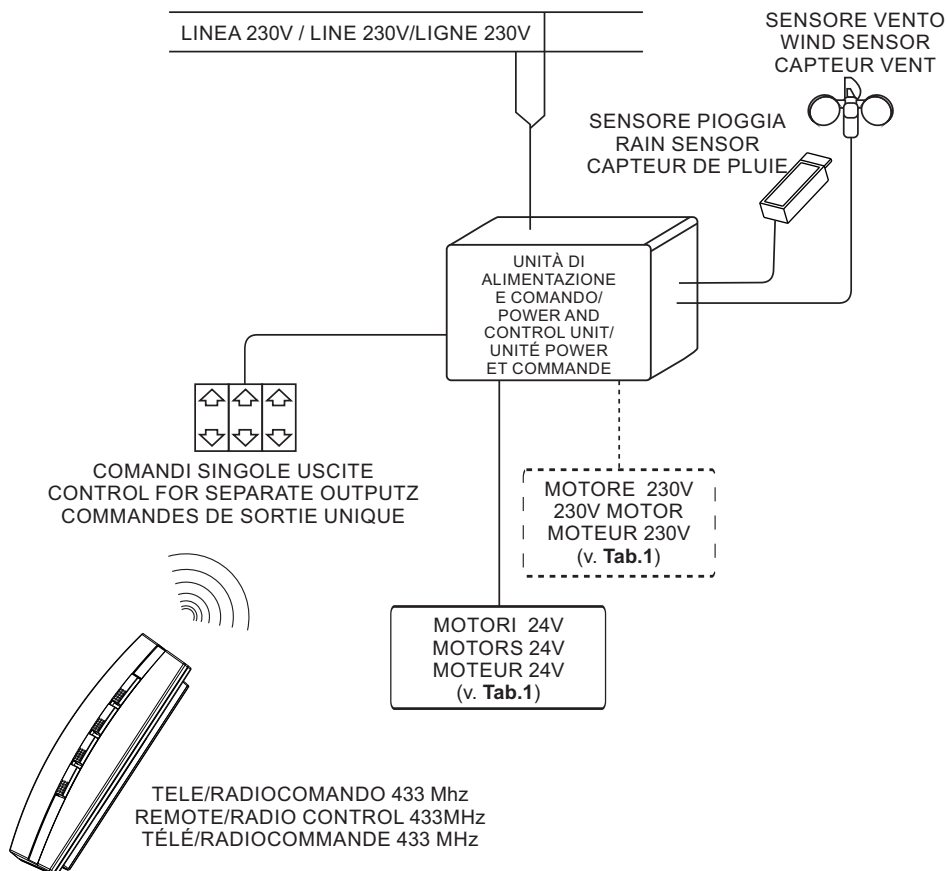 LINEA 230V / LINE 230V/LIGNE 230V
SENSORE VENTO
WIND SENSOR
CAPTEUR VENT
SENSORE PIOGGIA
RAIN SENSOR
CAPTEUR DE PLUIE
UNITÀ DI
ALIMENTAZIONE
E COMANDO/
POWER AND
CONTROL UNIT/
UNITÉ POWER
ET COMMANDE
COMANDI SINGOLE USCITE
CONTROL FOR SEPARATE OUTPUTZ
COMMANDES DE SORTIE UNIQUE
MOTORE 230V
230V MOTOR
MOTEUR 230V
(v. Tab.1)
MOTORI 24V
MOTORS 24V
MOTEUR 24V
(v. Tab.1)
TELE/RADIOCOMANDO 433 Mhz
REMOTE/RADIO CONTROL 433MHz
TÉLÉ/RADIOCOMMANDE 433 MHz